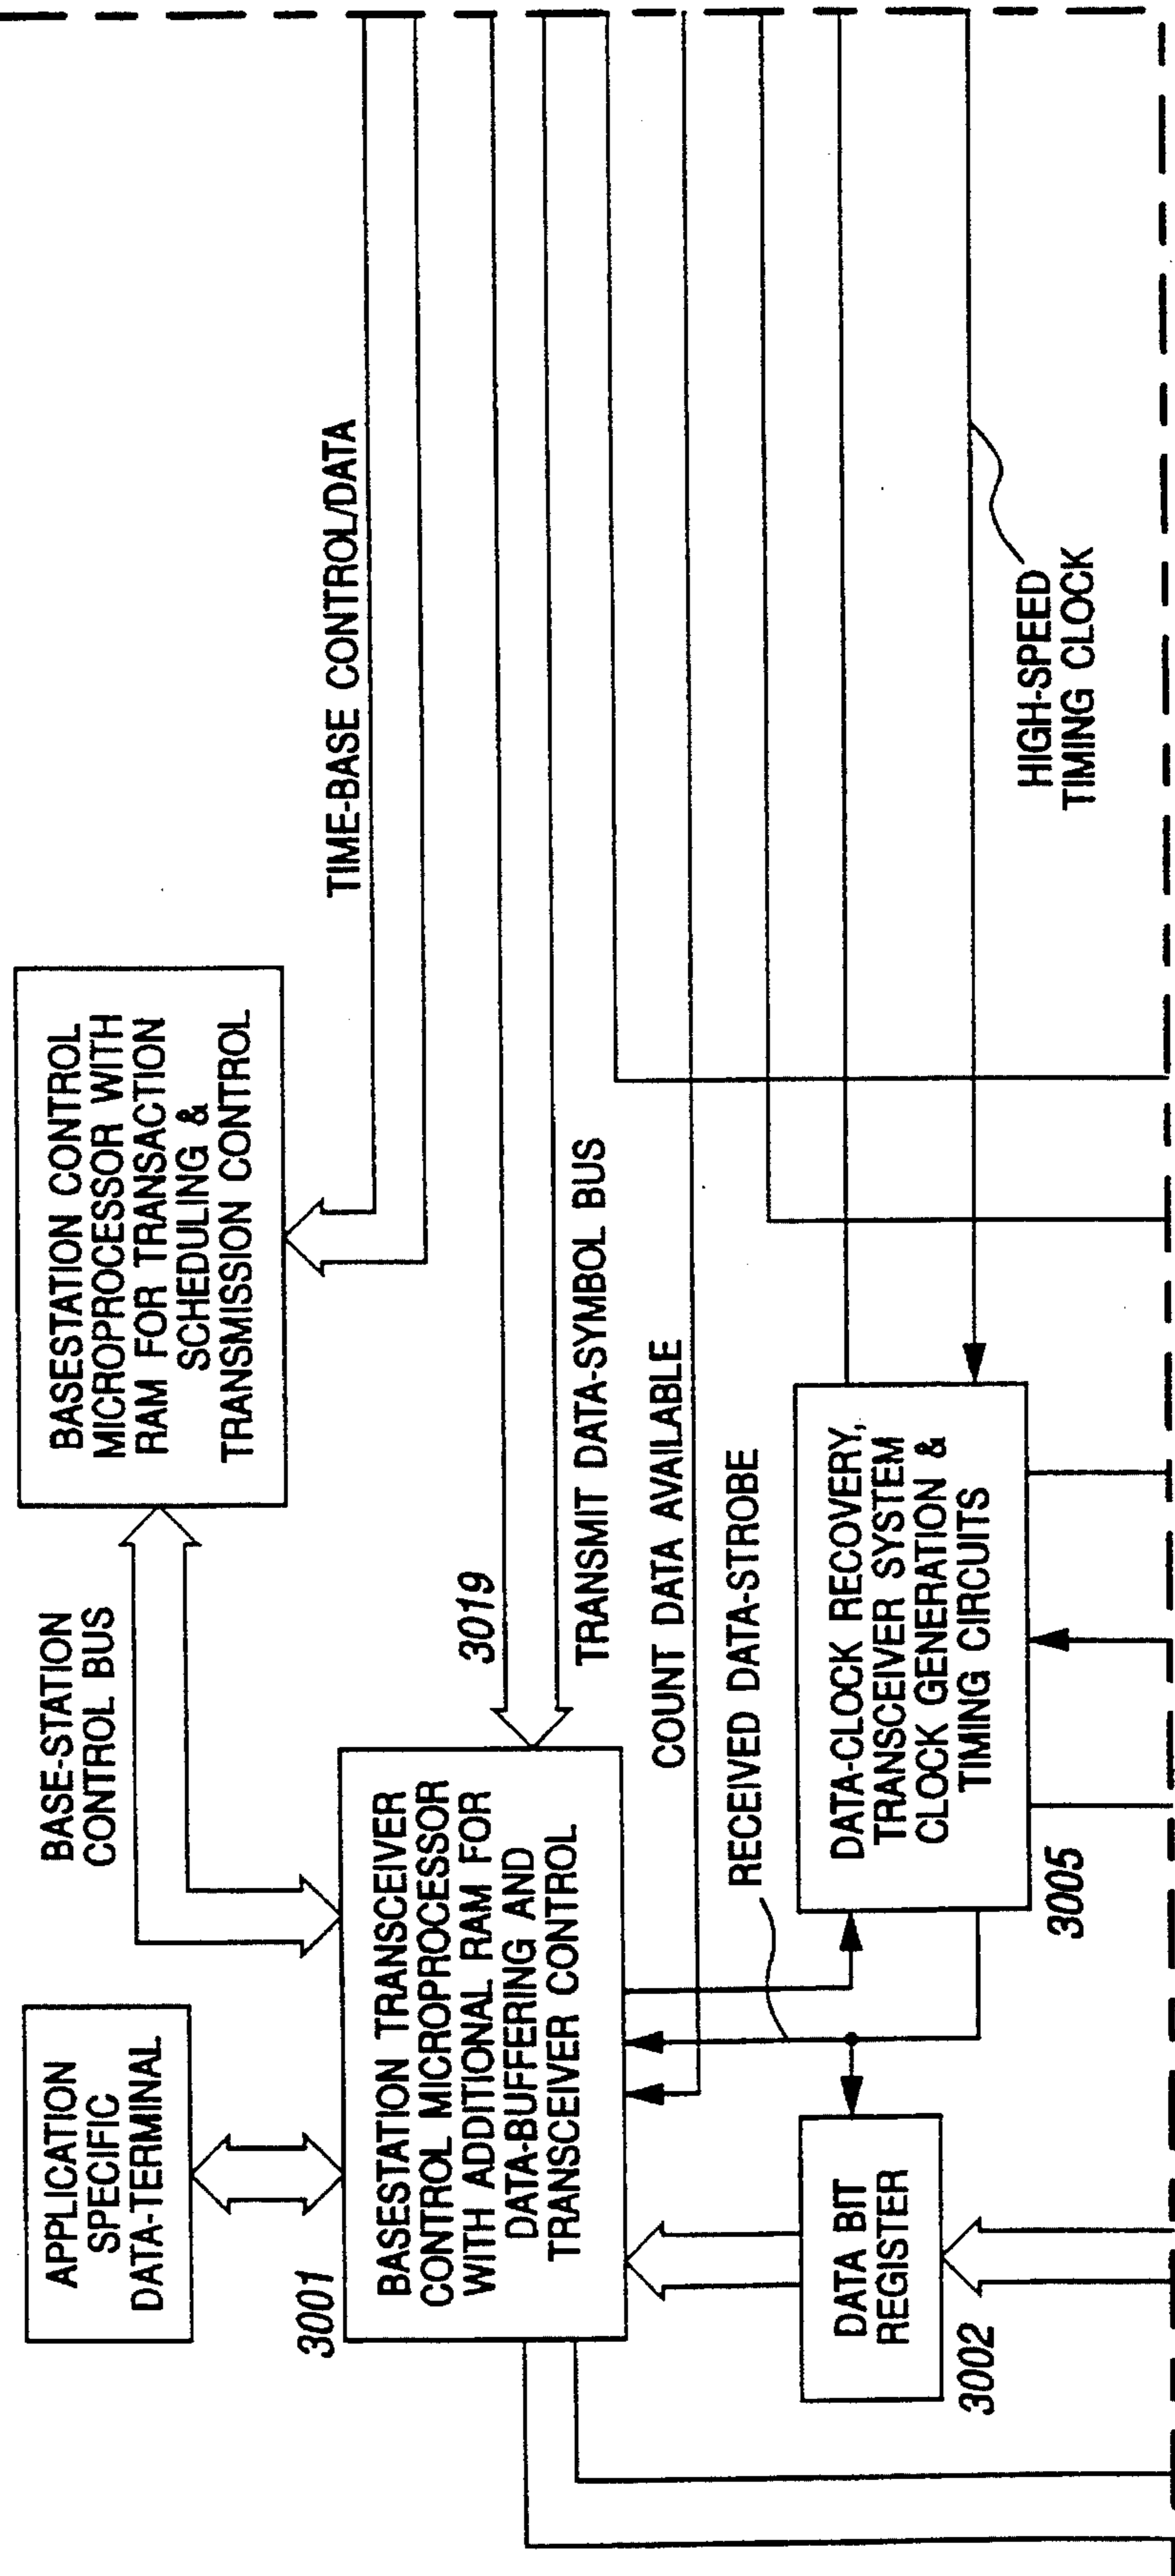 APPLICATION
SPECIFIC
DATA-TERMINAL
BASE-STATION
CONTROL BUS
BASESTATION CONTROL
MICROPROCESSOR WITH
RAM FOR TRANSACTION
SCHEDULING &
TRANSMISSION CONTROL
TIME-BASE CONTROL/DATA
3001
BASESTATION TRANSCEIVER
CONTROL MICROPROCESSOR
WITH ADDITIONAL RAM FOR
DATA-BUFFERING AND
TRANSCEIVER CONTROL
3019
TRANSMIT DATA-SYMBOL BUS
COUNT DATA AVAILABLE
RECEIVED DATA-STROBE
DATA BIT
REGISTER
3002
DATA-CLOCK RECOVERY,
TRANSCEIVER SYSTEM
CLOCK GENERATION &
TIMING CIRCUITS
3005
HIGH-SPEED
TIMING CLOCK